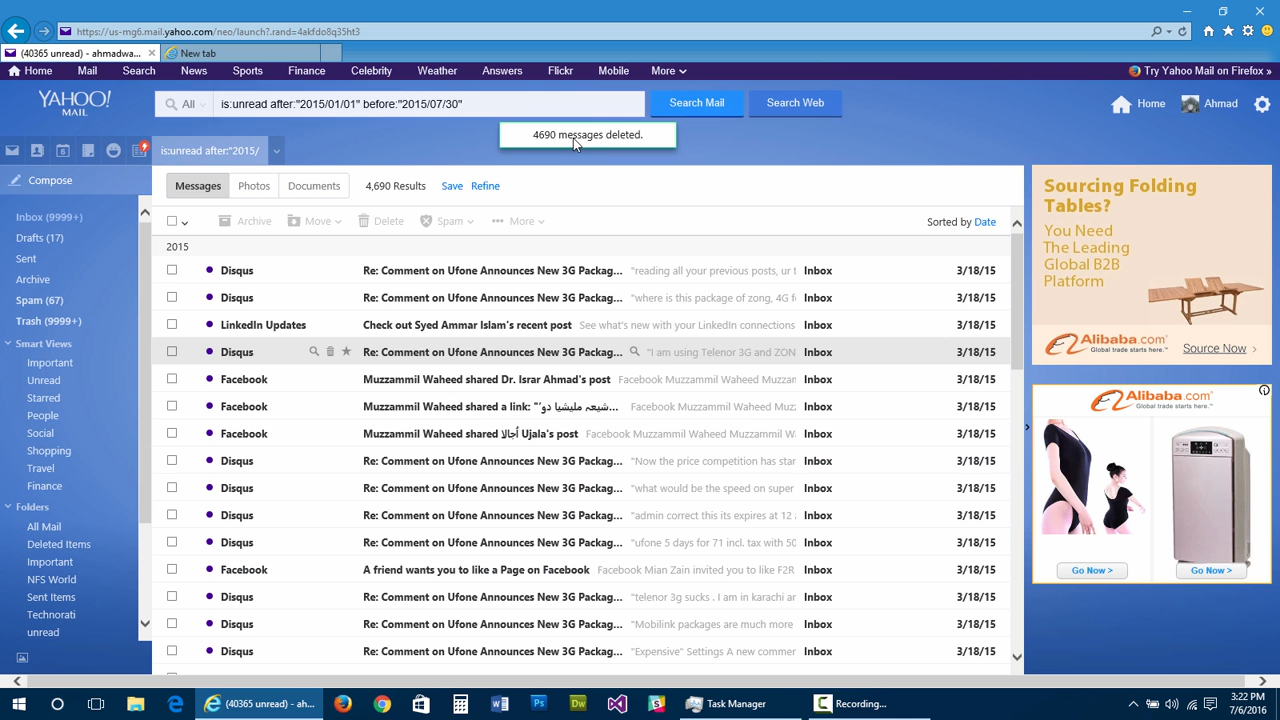 https://us-mg6.mail.yahoo.com/neo/launch?.rand=4akfdo8q35ht3
(40365 unread) - ahmadwa...
New tab
Home Mail Search News Sports Finance Celebrity Weather Answers Flickr Mobile More
Try Yahoo Mail on Firefox »
YAHOO!
MAIL
All is:unread after:"2015/01/01" before:"2015/07/30"
Search Mail
Search Web
Home
Ahmad
4690 messages deleted.
is:unread after:"2015/
Compose
Messages Photos Documents 4,690 Results Save Refine
Archive Move Delete Spam More
Sorted by Date
Inbox (9999+)
Drafts (17)
Sent
Archive
Spam (67)
Trash (9999+)
Smart Views
Important
Unread
Starred
People
Social
Shopping
Travel
Finance
Folders
All Mail
Deleted Items
Important
NFS World
Sent Items
Technorati
unread
2015
Disqus Re: Comment on Ufone Announces New 3G Packag... "reading all your previous posts, ur t Inbox 3/18/15
Disqus Re: Comment on Ufone Announces New 3G Packag... "where is this package of zong, 4G f Inbox 3/18/15
LinkedIn Updates Check out Syed Ammar Islam's recent post See what's new with your LinkedIn connections Inbox 3/18/15
Disqus Re: Comment on Ufone Announces New 3G Packag... "I am using Telenor 3G and ZON Inbox 3/18/15
Facebook Muzzammil Waheed shared Dr. Israr Ahmad's post Facebook Muzzammil Waheed Muzzam Inbox 3/18/15
Facebook Muzzammil Waheed shared a link: "شیعہ ملیشیا دو'... Facebook Muzzammil Waheed Muzzam Inbox 3/18/15
Facebook Muzzammil Waheed shared اُجالا Ujala's post Facebook Muzzammil Waheed Muzzammil Wa Inbox 3/18/15
Disqus Re: Comment on Ufone Announces New 3G Packag... "Now the price competition has star Inbox 3/18/15
Disqus Re: Comment on Ufone Announces New 3G Packag... "what would be the speed on super Inbox 3/18/15
Disqus Re: Comment on Ufone Announces New 3G Packag... "admin correct this its expires at 12 a Inbox 3/18/15
Disqus Re: Comment on Ufone Announces New 3G Packag... "ufone 5 days for 71 incl. tax with 50 Inbox 3/18/15
Facebook A friend wants you to like a Page on Facebook Facebook Mian Zain invited you to like F2R Inbox 3/18/15
Disqus Re: Comment on Ufone Announces New 3G Packag... "telenor 3g sucks . I am in karachi an Inbox 3/18/15
Disqus Re: Comment on Ufone Announces New 3G Packag... "Mobilink packages are much more Inbox 3/18/15
Disqus Re: Comment on Ufone Announces New 3G Packag... "Expensive" Settings A new commen Inbox 3/18/15
Sourcing Folding
Tables?
You Need
The Leading
Global B2B
Platform
Alibaba.com®
Global trade starts here.™
Source Now >
Alibaba.com®
Global trade starts here.™
Go Now >
Go Now >
(40365 unread) - ah...
Task Manager
Recording...
3:22 PM
7/6/2016